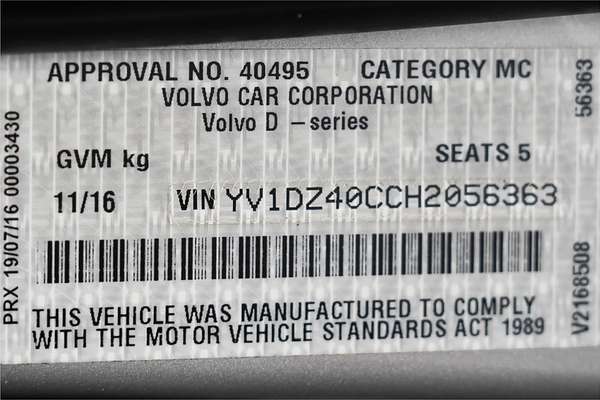 APPROVAL NO. 40495 CATEGORY MC
VOLVO CAR CORPORATION
Volvo D -series
GVM kg SEATS 5
11/16 VIN YV1DZ40CCH2056363
THIS VEHICLE WAS MANUFACTURED TO COMPLY
WITH THE MOTOR VEHICLE STANDARDS ACT 1989
PRX 19/07/16 00003430
56363
V2168508